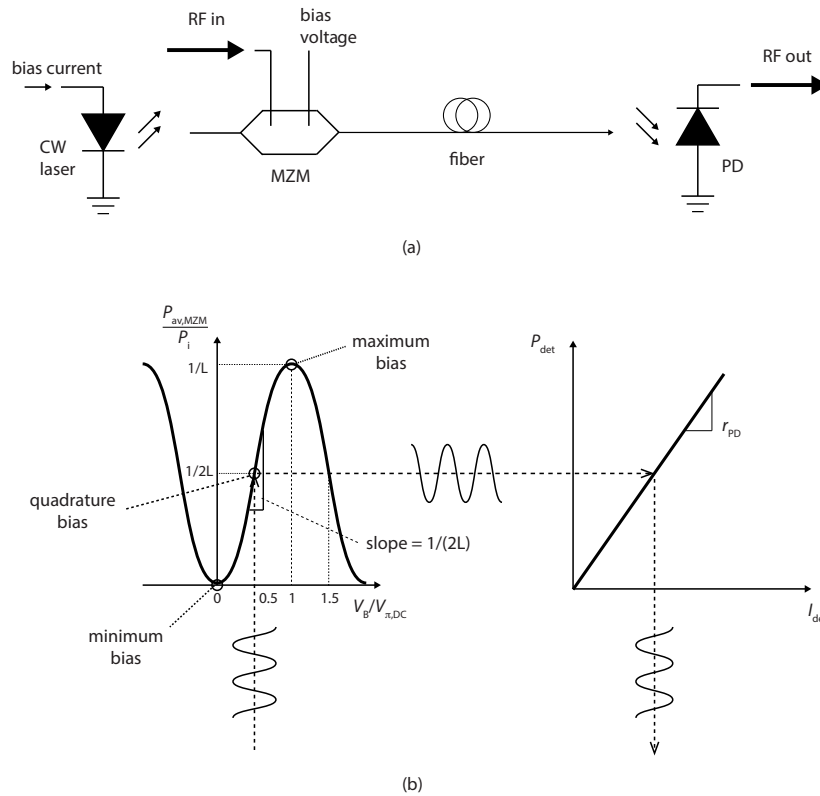 RF in
bias
voltage
bias current
RF out
CW
laser
MZM
fiber
PD
(a)
P_av,MZM
P_i
maximum
bias
P_det
1/L
r_PD
1/2L
quadrature
bias
slope = 1/(2L)
0
0.5
1
1.5
V_B/V_π,DC
minimum
bias
(b)